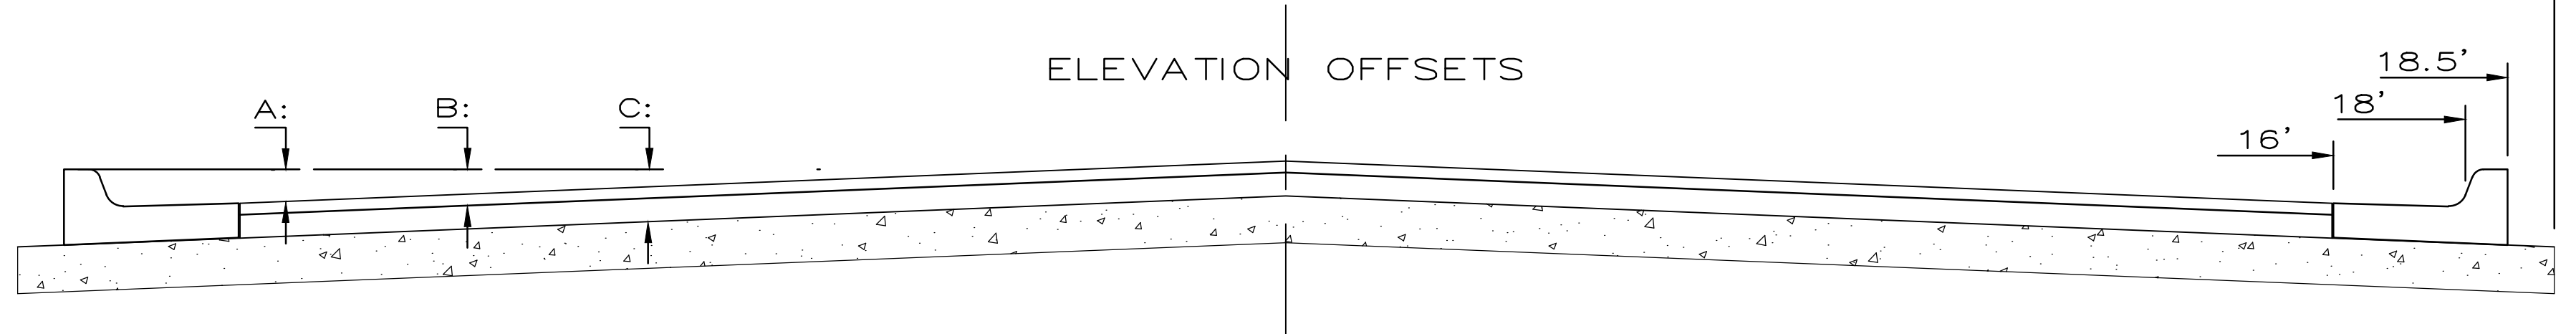 ELEVATION OFFSETS
18.5'
A: B: C:
18'
16'